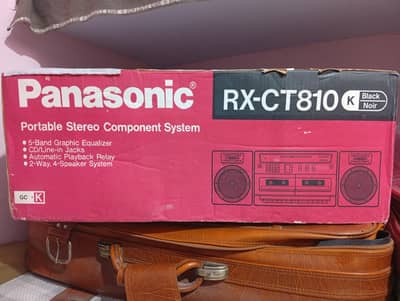 Panasonic®
RX-CT810 K Black
Noir
Portable Stereo Component System
• 5-Band Graphic Equalizer
• CD/Line-in Jacks
• Automatic Playback Relay
• 2-Way, 4-Speaker System
GC -K